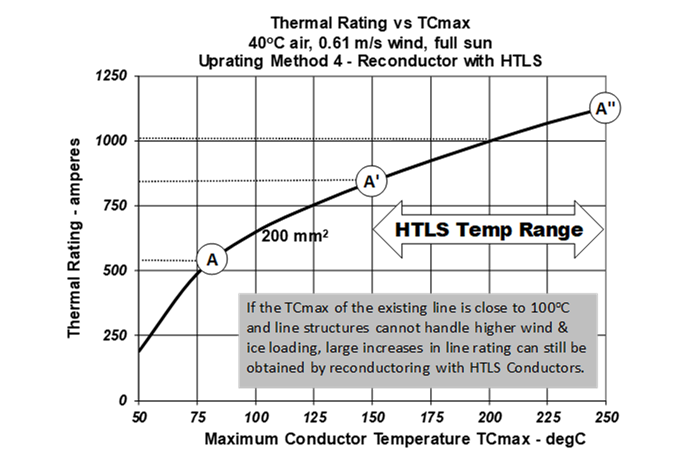 Thermal Rating vs TCmax
40°C air, 0.61 m/s wind, full sun
Uprating Method 4 - Reconductor with HTLS
Thermal Rating - amperes
1250
1000
750
500
250
0
A"
A'
HTLS Temp Range
200 mm²
A
If the TCmax of the existing line is close to 100°C
and line structures cannot handle higher wind &
ice loading, large increases in line rating can still be
obtained by reconductoring with HTLS Conductors.
50 75 100 125 150 175 200 225 250
Maximum Conductor Temperature TCmax - degC